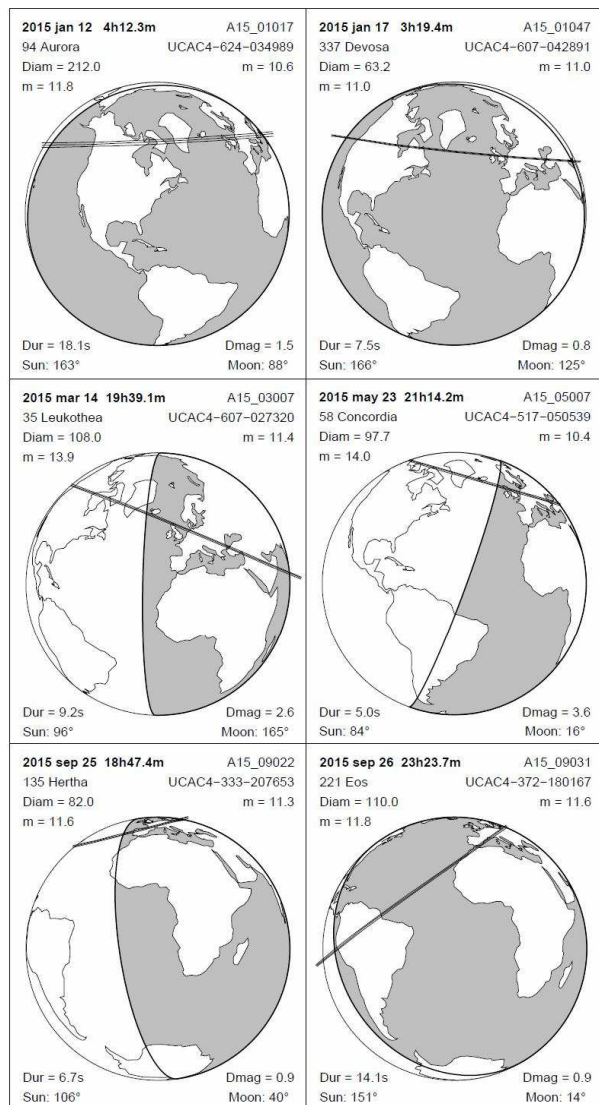 2015 jan 12 4h12.3m A15_01017
94 Aurora UCAC4-624-034989
Diam = 212.0 m = 10.6
m = 11.8
Dur = 18.1s Dmag = 1.5
Sun: 163° Moon: 88°
2015 jan 17 3h19.4m A15_01047
337 Devosa UCAC4-607-042891
Diam = 63.2 m = 11.0
m = 11.0
Dur = 7.5s Dmag = 0.8
Sun: 166° Moon: 125°
2015 mar 14 19h39.1m A15_03007
35 Leukothea UCAC4-607-027320
Diam = 108.0 m = 11.4
m = 13.9
Dur = 9.2s Dmag = 2.6
Sun: 96° Moon: 165°
2015 may 23 21h14.2m A15_05007
58 Concordia UCAC4-517-050539
Diam = 97.7 m = 10.4
m = 14.0
Dur = 5.0s Dmag = 3.6
Sun: 84° Moon: 16°
2015 sep 25 18h47.4m A15_09022
135 Hertha UCAC4-333-207653
Diam = 82.0 m = 11.3
m = 11.6
Dur = 6.7s Dmag = 0.9
Sun: 106° Moon: 40°
2015 sep 26 23h23.7m A15_09031
221 Eos UCAC4-372-180167
Diam = 110.0 m = 11.6
m = 11.8
Dur = 14.1s Dmag = 0.9
Sun: 151° Moon: 14°